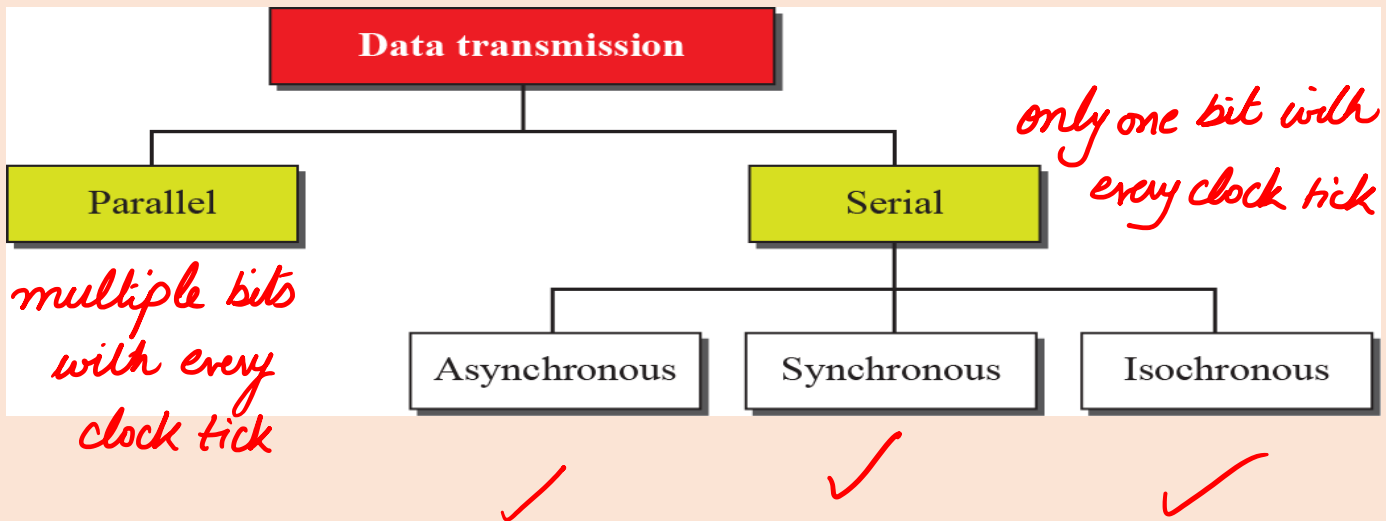 Data transmission
only one bit with
every clock tick
Parallel
Serial
multiple bits
with every
clock tick
Asynchronous
Synchronous
Isochronous